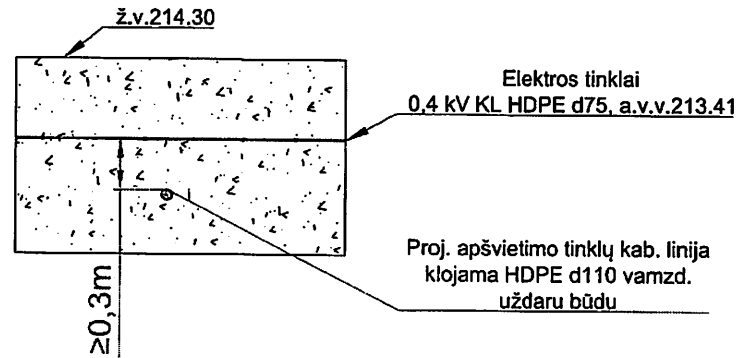 ž.v.214.30
Elektros tinklai
0,4 kV KL HDPE d75, a.v.v.213.41
Proj. apšvietimo tinklų kab. linija
klojama HDPE d110 vamzd.
uždaru būdu
≥0,3m